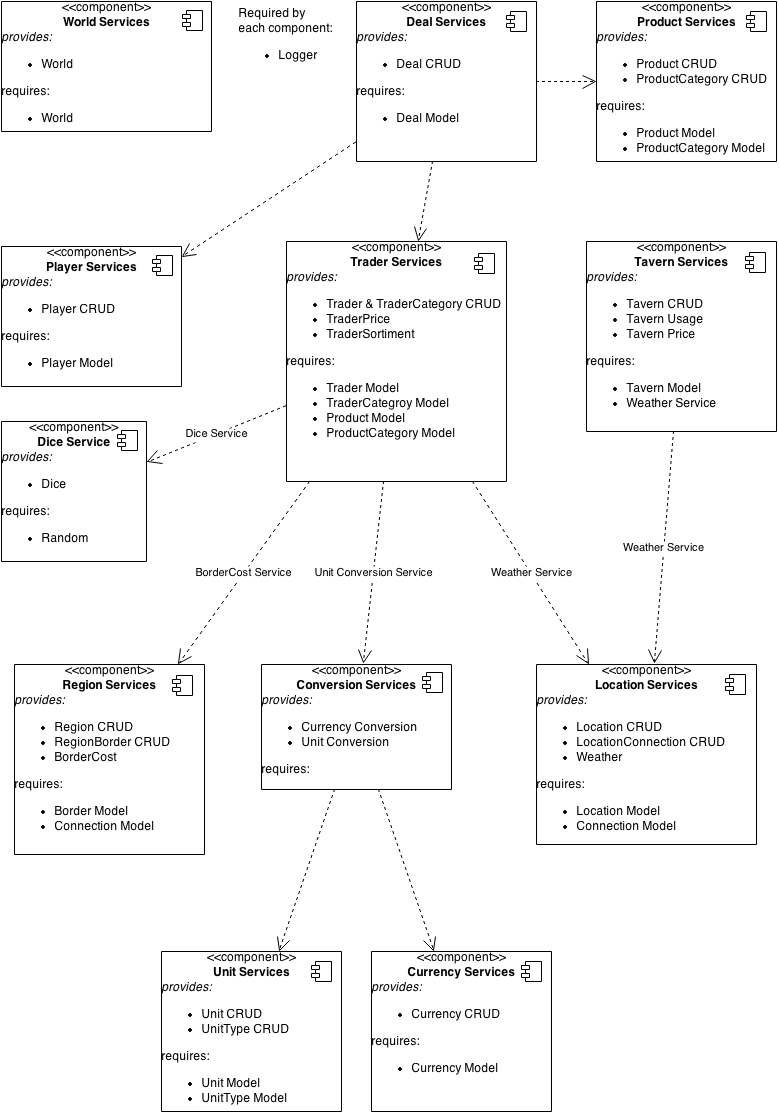 <<component>>
World Services
provides:
World
requires:
World
Required by
each component:
Logger
<<component>>
Deal Services
provides:
Deal CRUD
requires:
Deal Model
<<component>>
Product Services
provides:
Product CRUD
ProductCategory CRUD
requires:
Product Model
ProductCategory Model
<<component>>
Player Services
provides:
Player CRUD
requires:
Player Model
<<component>>
Trader Services
provides:
Trader & TraderCategory CRUD
TraderPrice
TraderSortiment
requires:
Trader Model
TraderCategroy Model
Product Model
ProductCategory Model
<<component>>
Tavern Services
provides:
Tavern CRUD
Tavern Usage
Tavern Price
requires:
Tavern Model
Weather Service
<<component>>
Dice Service
provides:
Dice
requires:
Random
Dice Service
BorderCost Service
Unit Conversion Service
Weather Service
Weather Service
<<component>>
Region Services
provides:
Region CRUD
RegionBorder CRUD
BorderCost
requires:
Border Model
Connection Model
<<component>>
Conversion Services
provides:
Currency Conversion
Unit Conversion
requires:
<<component>>
Location Services
provides:
Location CRUD
LocationConnection CRUD
Weather
requires:
Location Model
Connection Model
<<component>>
Unit Services
provides:
Unit CRUD
UnitType CRUD
requires:
Unit Model
UnitType Model
<<component>>
Currency Services
provides:
Currency CRUD
requires:
Currency Model